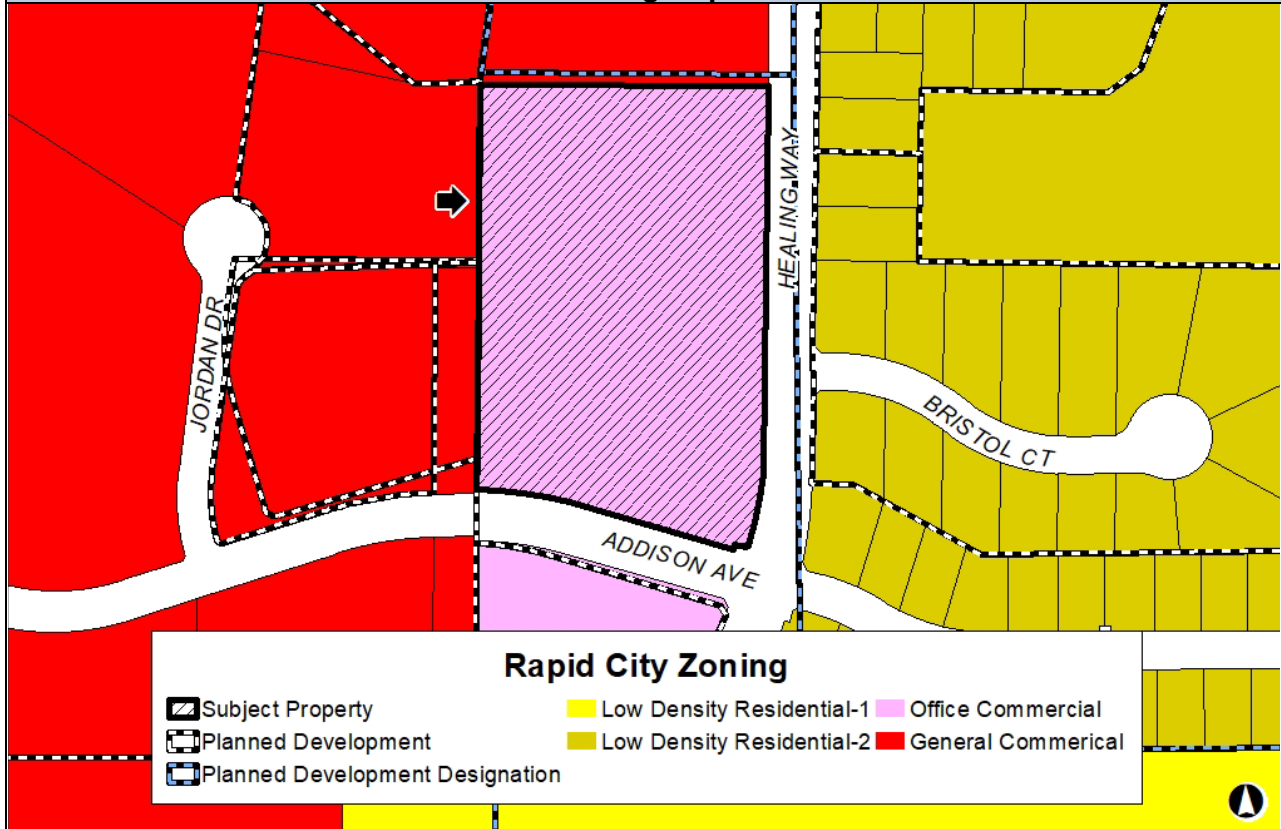 HEALING WAY
JORDAN DR
BRISTOL CT
ADDISON AVE
Rapid City Zoning
Subject Property
Planned Development
Planned Development Designation
Low Density Residential-1
Low Density Residential-2
Office Commercial
General Commerical